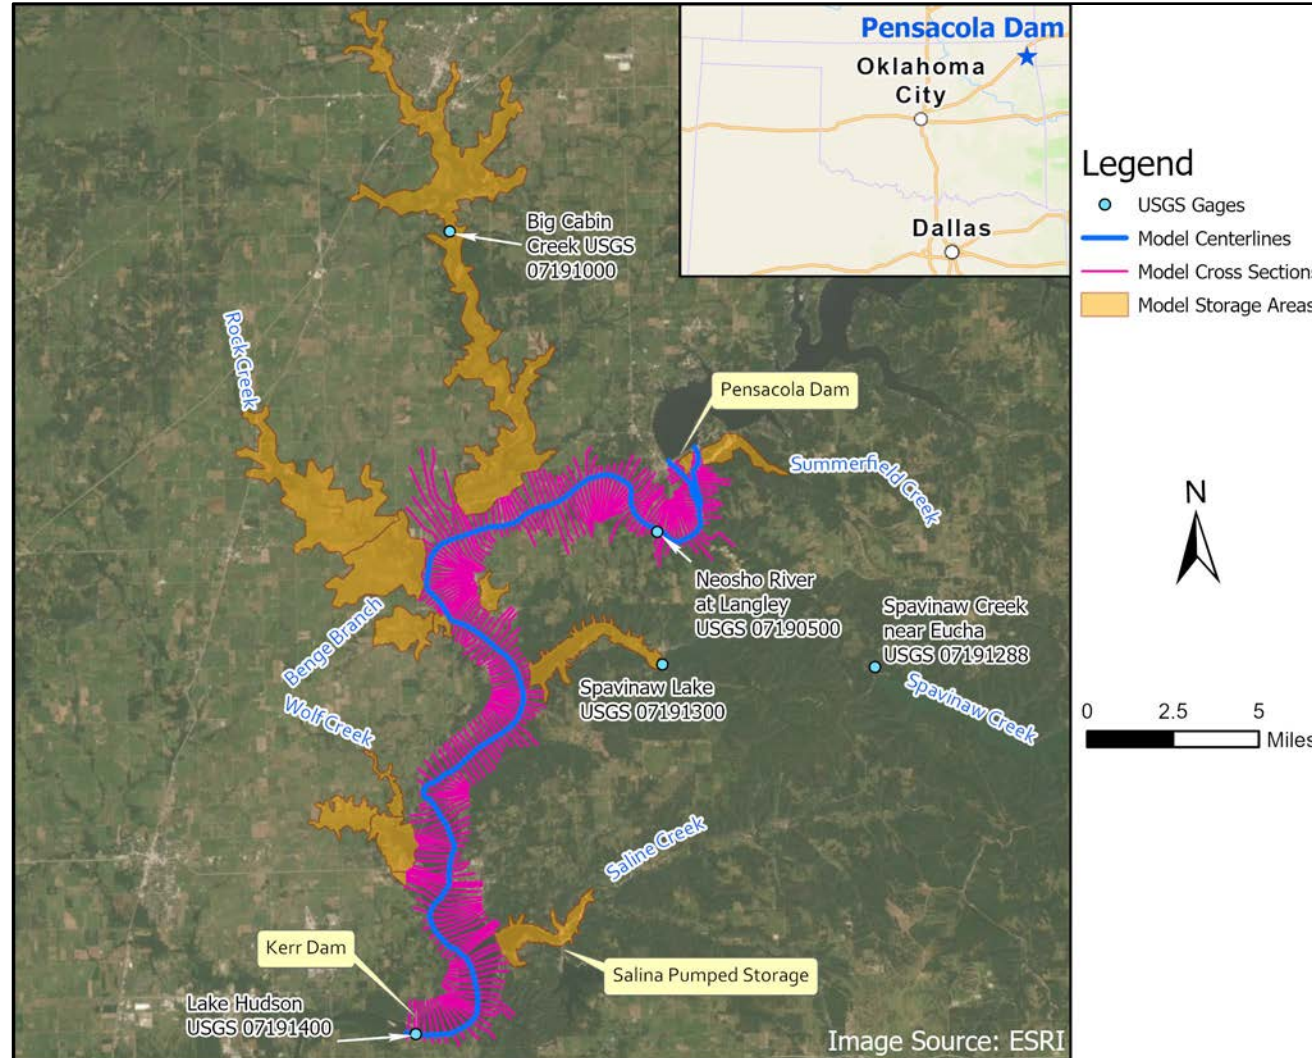 Pensacola Dam
Oklahoma
City
Dallas
Legend
USGS Gages
Model Centerlines
Model Cross Sections
Model Storage Areas
Big Cabin
Creek USGS
07191000
Rock Creek
Pensacola Dam
Summerfield Creek
Neosho River
at Langley
USGS 07190500
Spavinaw Creek
near Eucha
USGS 07191288
Benge Branch
Spavinaw Lake
USGS 07191300
Spavinaw Creek
Wolf Creek
N
0 2.5 5
Miles
Saline Creek
Kerr Dam
Salina Pumped Storage
Lake Hudson
USGS 07191400
Image Source: ESRI